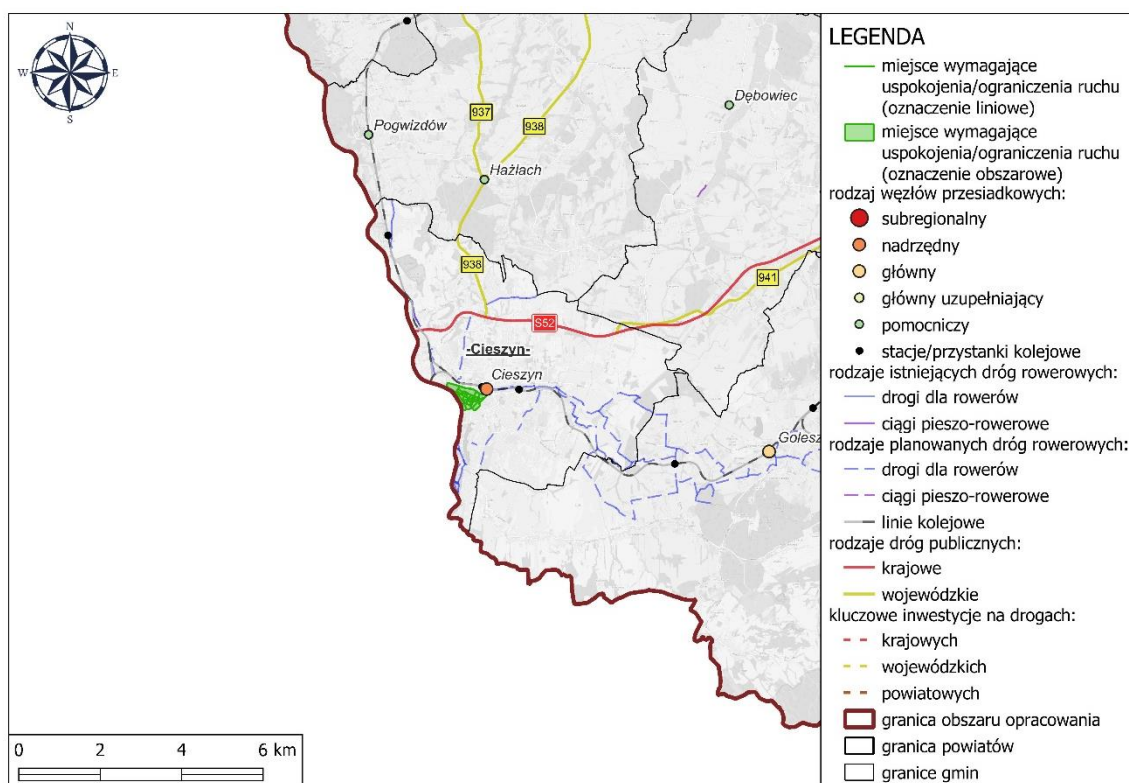 N
W
E
S
Pogwizdów
937
938
Dębowiec
Hażlach
938
941
S52
-Cieszyn-
Cieszyn
Golesz
0 2 4 6 km
LEGENDA
miejsce wymagające
uspokojenia/ograniczenia ruchu
(oznaczenie liniowe)
miejsce wymagające
uspokojenia/ograniczenia ruchu
(oznaczenie obszarowe)
rodzaj węzłów przesiadkowych:
subregionalny
nadrzędny
główny
główny uzupełniający
pomocniczy
stacje/przystanki kolejowe
rodzaje istniejących dróg rowerowych:
drogi dla rowerów
ciągi pieszo-rowerowe
rodzaje planowanych dróg rowerowych:
drogi dla rowerów
ciągi pieszo-rowerowe
linie kolejowe
rodzaje dróg publicznych:
krajowe
wojewódzkie
kluczowe inwestycje na drogach:
krajowych
wojewódzkich
powiatowych
granica obszaru opracowania
granica powiatów
granice gmin